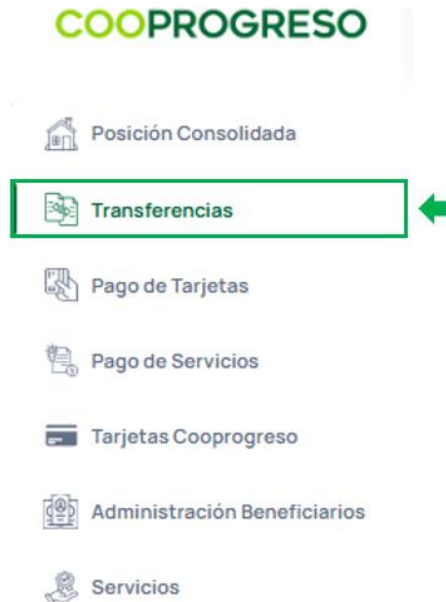 COOPROGRESO
Posición Consolidada
Transferencias
Pago de Tarjetas
Pago de Servicios
Tarjetas Cooprogreso
Administración Beneficiarios
Servicios